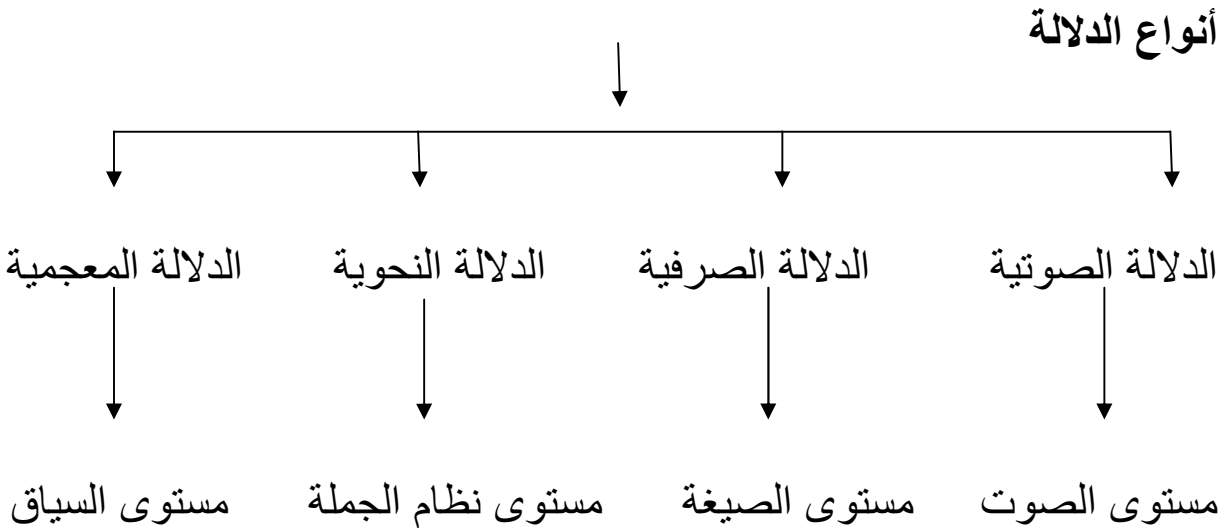 أنواع الدلالة
الدلالة الصوتية الدلالة الصرفية الدلالة النحوية الدلالة المعجمية
مستوى الصوت مستوى الصيغة مستوى نظام الجملة مستوى السياق